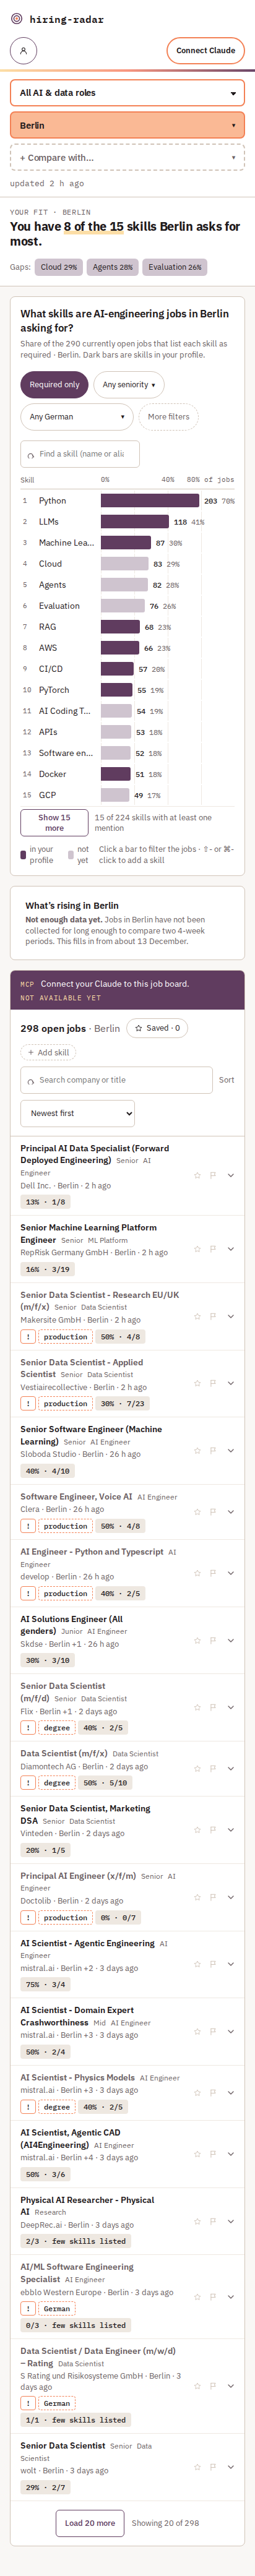 hiring-radar
Connect Claude
All AI & data roles
Berlin
+ Compare with...
updated 2 h ago
YOUR FIT · BERLIN
You have 8 of the 15 skills Berlin asks for
most.
Gaps: Cloud 29% Agents 28% Evaluation 26%
What skills are AI-engineering jobs in Berlin
asking for?
Share of the 290 currently open jobs that list each skill as
required · Berlin. Dark bars are skills in your profile.
Required only Any seniority
Any German More filters
Find a skill (name or ali
Skill 0% 40% 80% of jobs
1 Python 203 70%
2 LLMs 118 41%
3 Machine Lea... 87 30%
4 Cloud 83 29%
5 Agents 82 28%
6 Evaluation 76 26%
7 RAG 68 23%
8 AWS 66 23%
9 CI/CD 57 20%
10 PyTorch 55 19%
11 AI Coding T... 54 19%
12 APIs 53 18%
13 Software en... 52 18%
14 Docker 51 18%
15 GCP 49 17%
Show 15
more
15 of 224 skills with at least one
mention
in your
profile
not
yet
Click a bar to filter the jobs · ⇧- or ⌘-
click to add a skill
What's rising in Berlin
Not enough data yet. Jobs in Berlin have not been
collected for long enough to compare two 4-week
periods. This fills in from about 13 December.
MCP Connect your Claude to this job board.
NOT AVAILABLE YET
298 open jobs · Berlin Saved · 0
+ Add skill
Search company or title Sort
Newest first
Principal AI Data Specialist (Forward
Deployed Engineering) Senior AI
Engineer
Dell Inc. · Berlin · 2 h ago
13% · 1/8
Senior Machine Learning Platform
Engineer Senior ML Platform
RepRisk Germany GmbH · Berlin · 2 h ago
16% · 3/19
Senior Data Scientist - Research EU/UK
(m/f/x) Senior Data Scientist
Makersite GmbH · Berlin · 2 h ago
! production 50% · 4/8
Senior Data Scientist - Applied
Scientist Senior Data Scientist
Vestiairecollective · Berlin · 2 h ago
! production 30% · 7/23
Senior Software Engineer (Machine
Learning) Senior AI Engineer
Sloboda Studio · Berlin · 26 h ago
40% · 4/10
Software Engineer, Voice AI AI Engineer
Clera · Berlin · 26 h ago
! production 50% · 4/8
AI Engineer - Python and Typescript AI
Engineer
develop · Berlin · 26 h ago
! production 40% · 2/5
AI Solutions Engineer (All
genders) Junior AI Engineer
Skdse · Berlin +1 · 26 h ago
30% · 3/10
Senior Data Scientist
(m/f/d) Senior Data Scientist
Flix · Berlin +1 · 2 days ago
! degree 40% · 2/5
Data Scientist (m/f/x) Data Scientist
Diamontech AG · Berlin · 2 days ago
! degree 50% · 5/10
Senior Data Scientist, Marketing
DSA Senior Data Scientist
Vinteden · Berlin · 2 days ago
20% · 1/5
Principal AI Engineer (x/f/m) Senior AI
Engineer
Doctolib · Berlin · 2 days ago
! production 0% · 0/7
AI Scientist - Agentic Engineering AI
Engineer
mistral.ai · Berlin +2 · 3 days ago
75% · 3/4
AI Scientist - Domain Expert
Crashworthiness Mid AI Engineer
mistral.ai · Berlin +3 · 3 days ago
50% · 2/4
AI Scientist - Physics Models AI Engineer
mistral.ai · Berlin +2 · 3 days ago
! degree 40% · 2/5
AI Scientist, Agentic CAD
(AI4Engineering) AI Engineer
mistral.ai · Berlin +4 · 3 days ago
50% · 3/6
Physical AI Researcher - Physical
AI Research
DeepRec.ai · Berlin · 3 days ago
2/3 · few skills listed
AI/ML Software Engineering
Specialist AI Engineer
ebblo Western Europe · Berlin · 3 days ago
! German
0/3 · few skills listed
Data Scientist / Data Engineer (m/w/d)
– Rating Data Scientist
S Rating und Risikosysteme GmbH · Berlin · 3
days ago
! German
1/1 · few skills listed
Senior Data Scientist Senior Data
Scientist
wolt · Berlin · 3 days ago
29% · 2/7
Load 20 more Showing 20 of 298